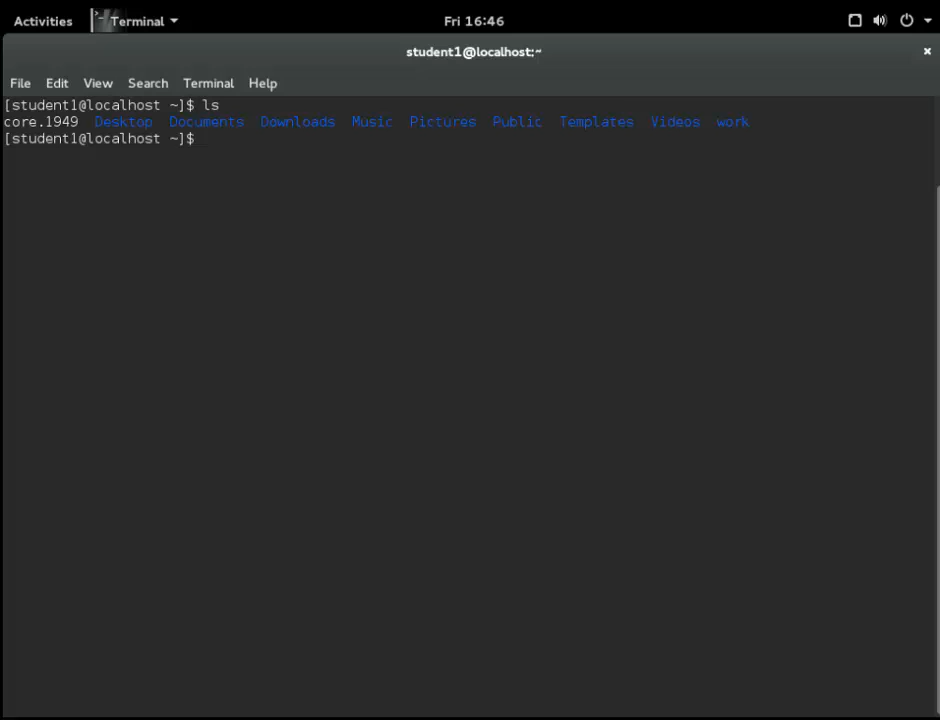 Activities Terminal Fri 16:46
student1@localhost:~ ×
File Edit View Search Terminal Help
[student1@localhost ~]$ ls
core.1949 Desktop Documents Downloads Music Pictures Public Templates Videos work
[student1@localhost ~]$